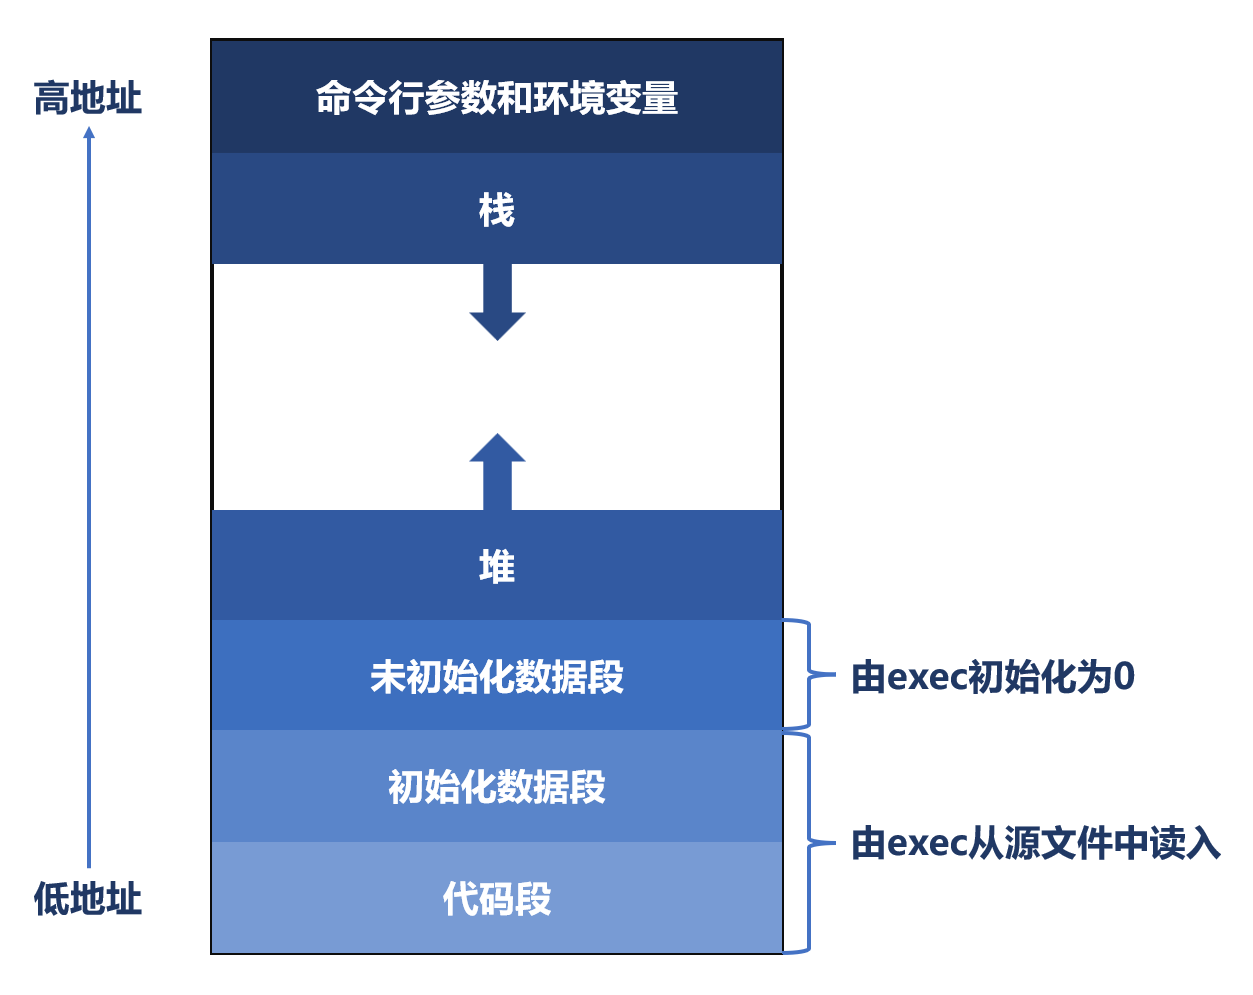 高地址
命令行参数和环境变量
栈
堆
未初始化数据段
由exec初始化为0
初始化数据段
由exec从源文件中读入
代码段
低地址